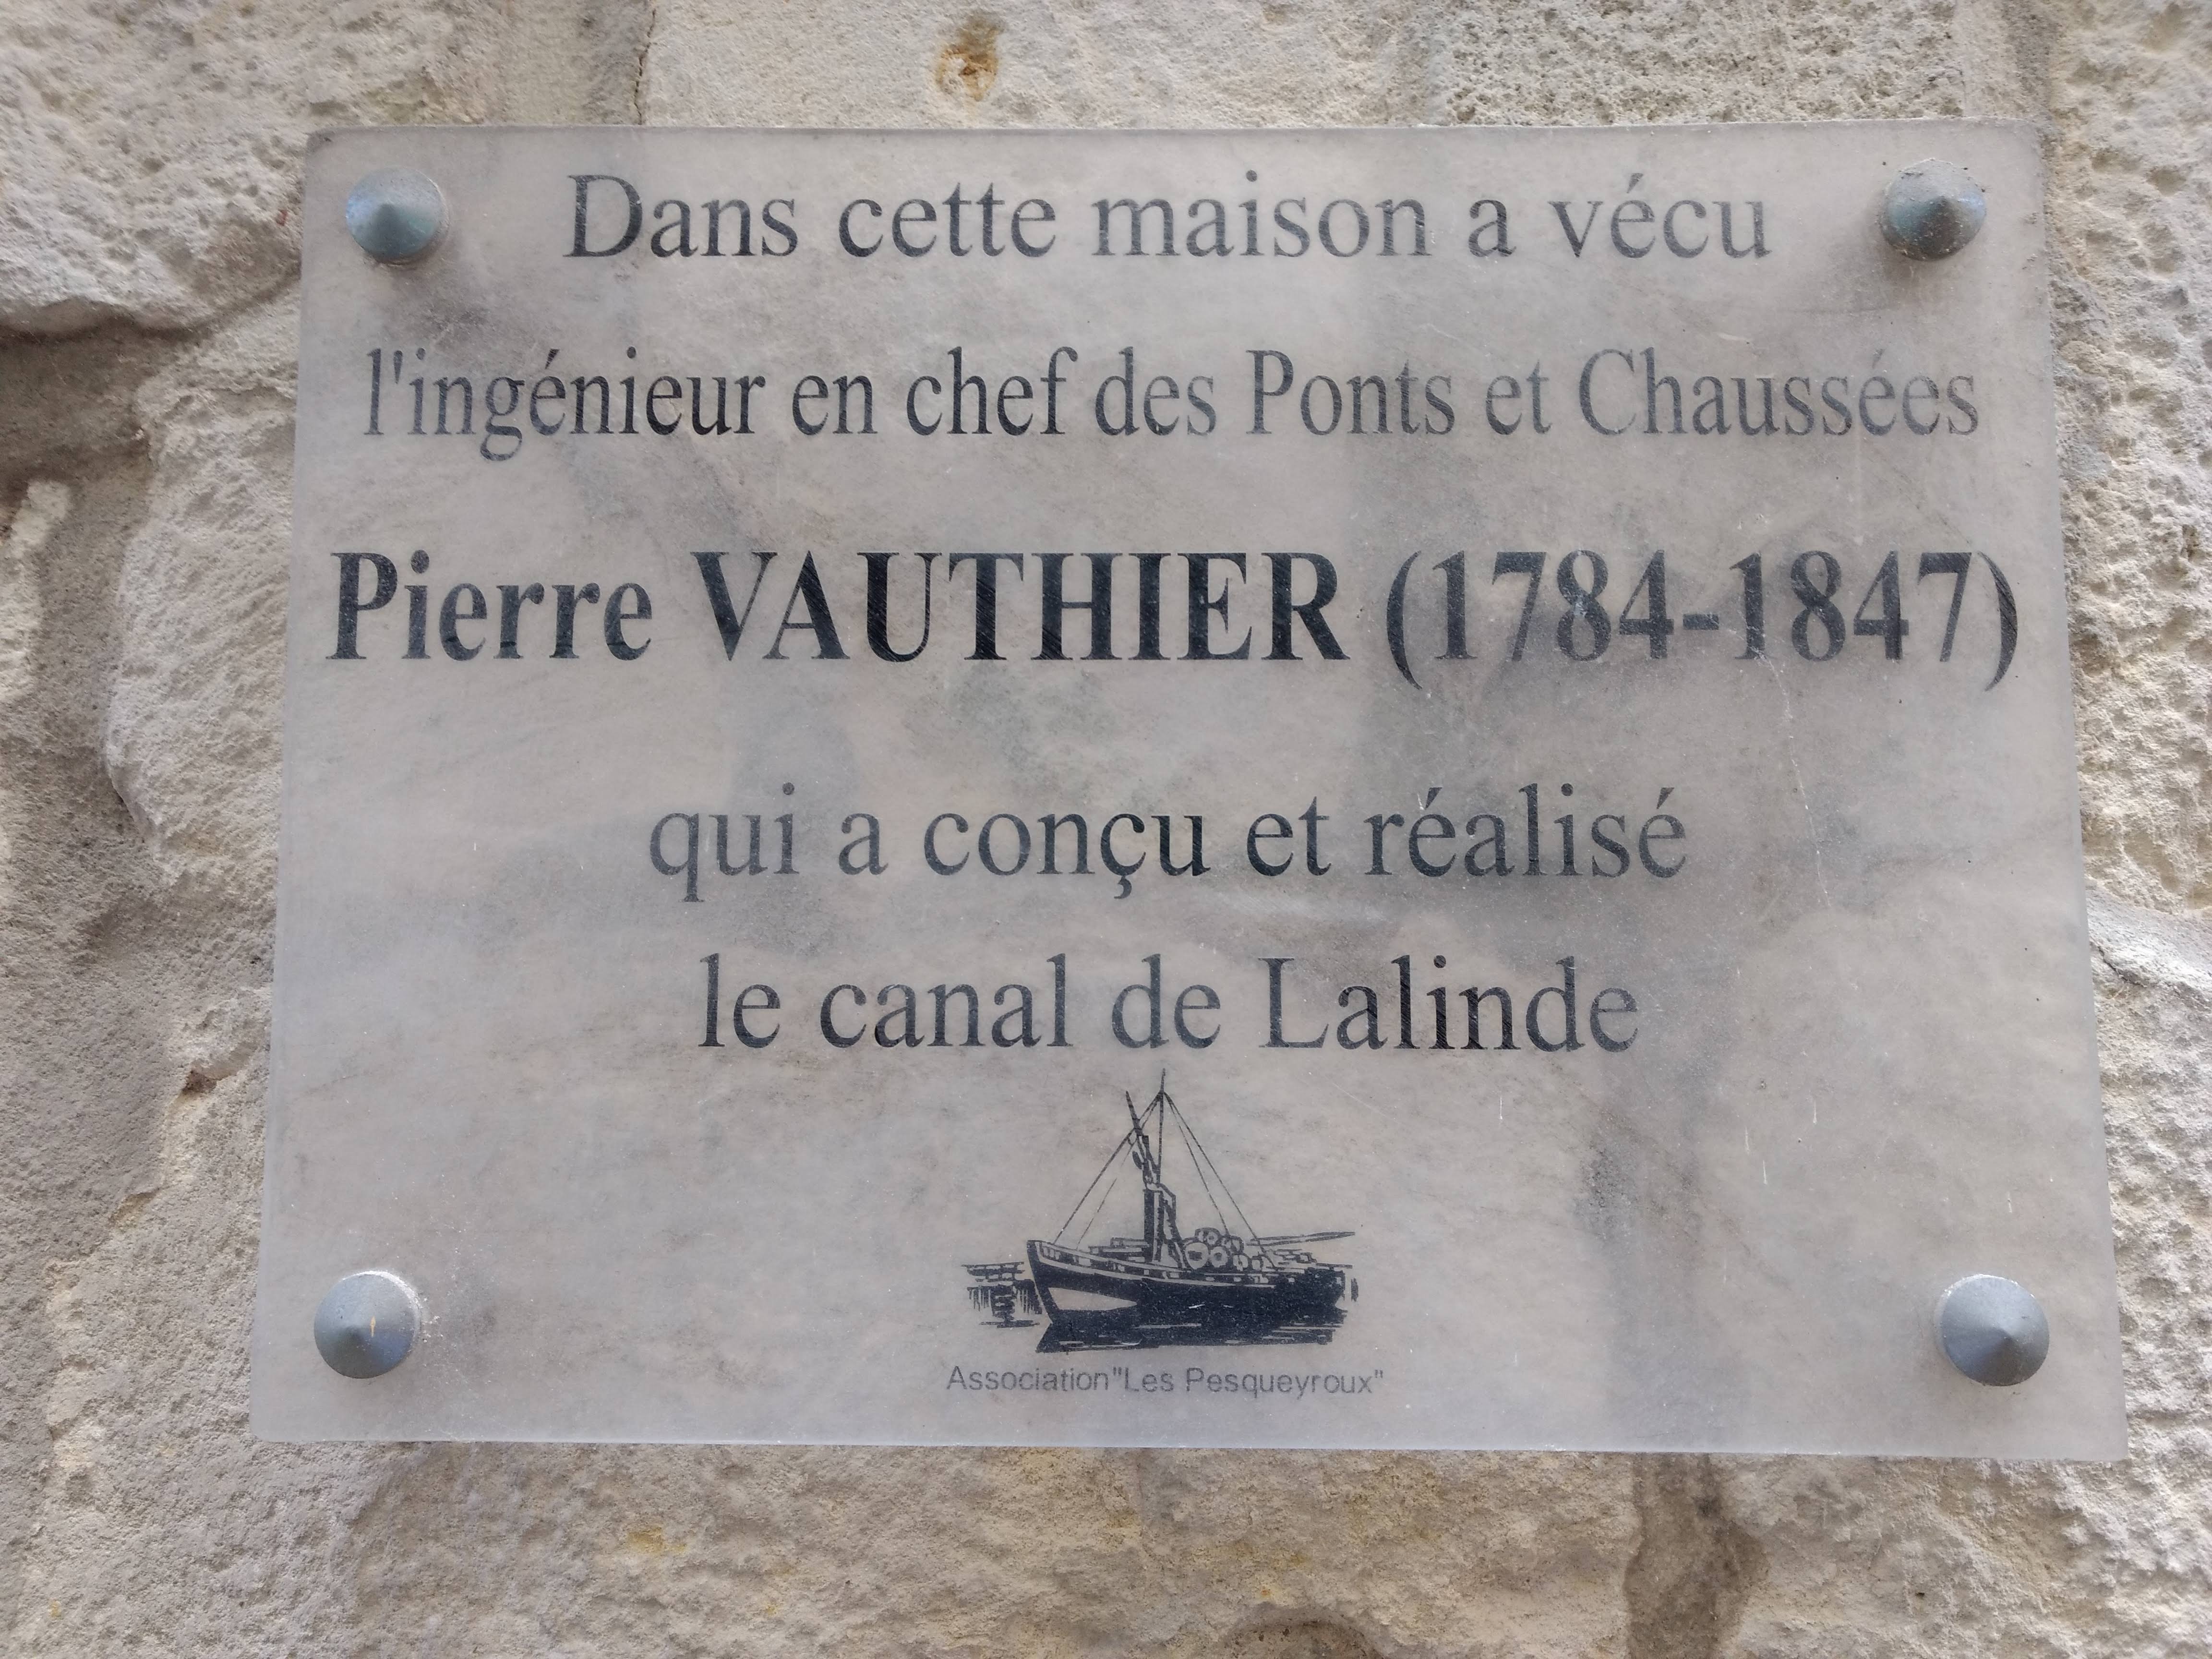 Dans cette maison a vécu
l'ingénieur en chef des Ponts et Chaussées
Pierre VAUTHIER (1784-1847)
qui a conçu et réalisé
le canal de Lalinde
Association "Les Pesqueyroux"